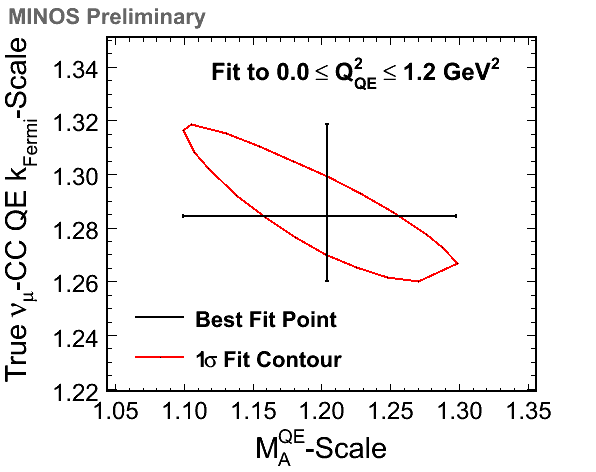 MINOS Preliminary
True νμ-CC QE kFermi-Scale
Fit to 0.0 ≤ Q²QE ≤ 1.2 GeV²
1.34
1.32
1.30
1.28
1.26
1.24
1.22
Best Fit Point
1σ Fit Contour
1.05 1.10 1.15 1.20 1.25 1.30 1.35
MAQE-Scale